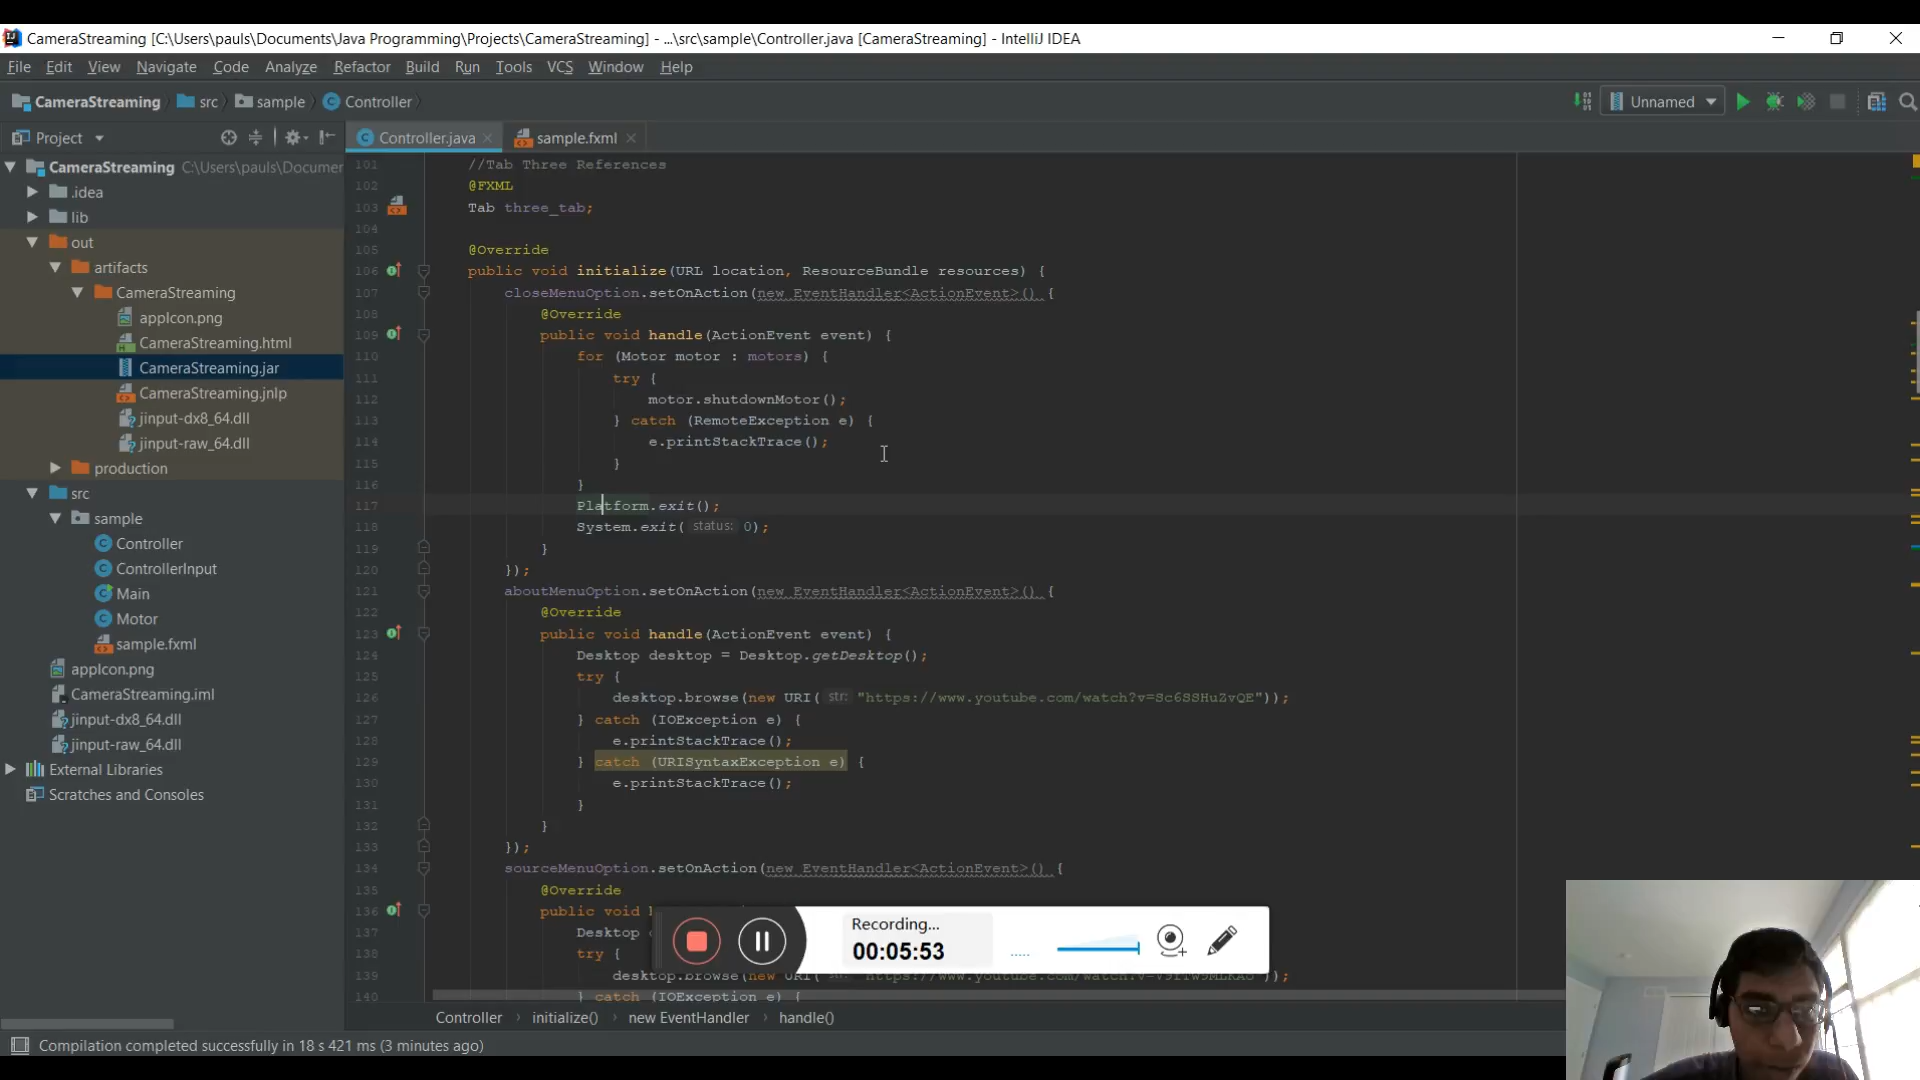 CameraStreaming [C:\Users\pauls\Documents\Java Programming\Projects\CameraStreaming] - ...\src\sample\Controller.java [CameraStreaming] - IntelliJ IDEA
File Edit View Navigate Code Analyze Refactor Build Run Tools VCS Window Help
CameraStreaming src sample Controller
Unnamed
Project
Controller.java
sample.fxml
CameraStreaming C:\Users\pauls\Documen
.idea
lib
out
artifacts
CameraStreaming
appIcon.png
CameraStreaming.html
CameraStreaming.jar
CameraStreaming.jnlp
jinput-dx8_64.dll
jinput-raw_64.dll
production
src
sample
Controller
ControllerInput
Main
Motor
sample.fxml
appIcon.png
CameraStreaming.iml
jinput-dx8_64.dll
jinput-raw_64.dll
External Libraries
Scratches and Consoles
101 //Tab Three References
102 @FXML
103 Tab three_tab;
104
105 @Override
106 public void initialize(URL location, ResourceBundle resources) {
107 closeMenuOption.setOnAction(new EventHandler<ActionEvent>() {
108 @Override
109 public void handle(ActionEvent event) {
110 for (Motor motor : motors) {
111 try {
112 motor.shutdownMotor();
113 } catch (RemoteException e) {
114 e.printStackTrace();
115 }
116 }
117 Platform.exit();
118 System.exit( status: 0);
119 }
120 });
121 aboutMenuOption.setOnAction(new EventHandler<ActionEvent>() {
122 @Override
123 public void handle(ActionEvent event) {
124 Desktop desktop = Desktop.getDesktop();
125 try {
126 desktop.browse(new URI( str: "https://www.youtube.com/watch?v=Sc6SSHuZvQE"));
127 } catch (IOException e) {
128 e.printStackTrace();
129 } catch (URISyntaxException e) {
130 e.printStackTrace();
131 }
132 }
133 });
134 sourceMenuOption.setOnAction(new EventHandler<ActionEvent>() {
135 @Override
136 public void
137 Desktop
138 try {
139 desktop.browse(new URI(
140 } catch (IOException e) {
Recording...
00:05:53
Controller initialize() new EventHandler handle()
Compilation completed successfully in 18 s 421 ms (3 minutes ago)